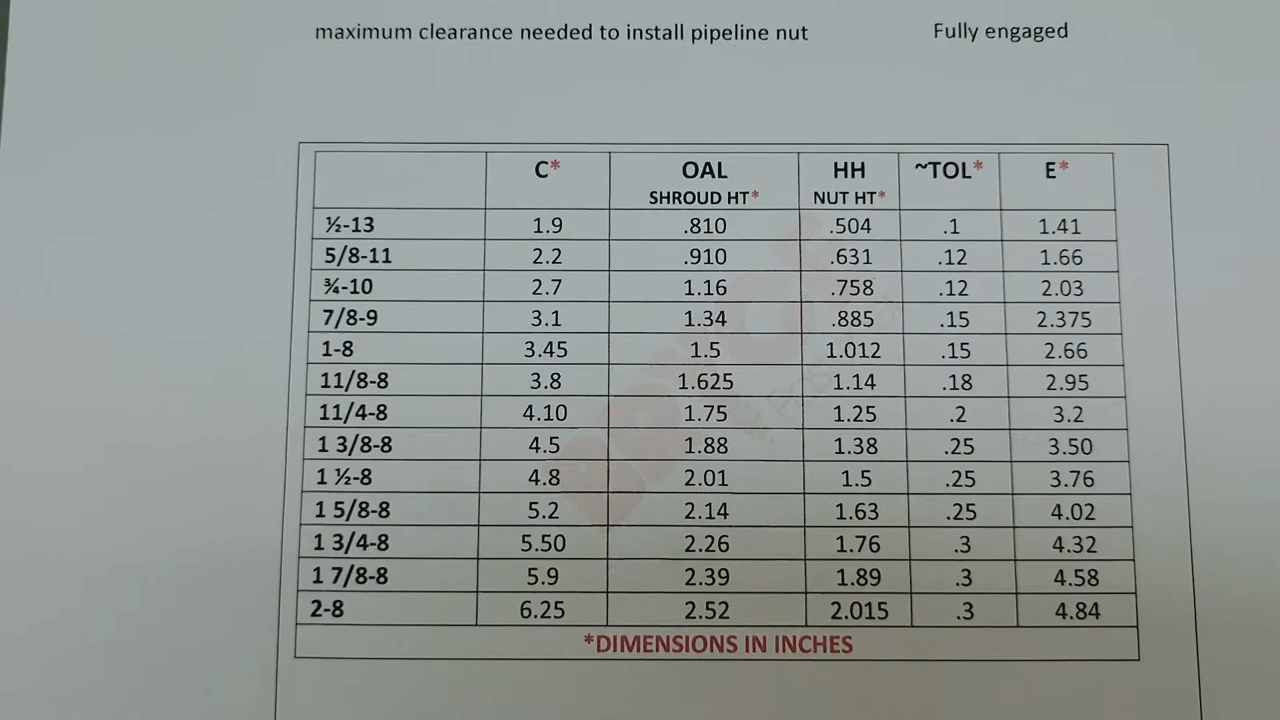 maximum clearance needed to install pipeline nut Fully engaged
C* OAL SHROUD HT* HH NUT HT* ~TOL* E*
½-13 1.9 .810 .504 .1 1.41
5/8-11 2.2 .910 .631 .12 1.66
¾-10 2.7 1.16 .758 .12 2.03
7/8-9 3.1 1.34 .885 .15 2.375
1-8 3.45 1.5 1.012 .15 2.66
11/8-8 3.8 1.625 1.14 .18 2.95
11/4-8 4.10 1.75 1.25 .2 3.2
1 3/8-8 4.5 1.88 1.38 .25 3.50
1 ½-8 4.8 2.01 1.5 .25 3.76
1 5/8-8 5.2 2.14 1.63 .25 4.02
1 3/4-8 5.50 2.26 1.76 .3 4.32
1 7/8-8 5.9 2.39 1.89 .3 4.58
2-8 6.25 2.52 2.015 .3 4.84
*DIMENSIONS IN INCHES